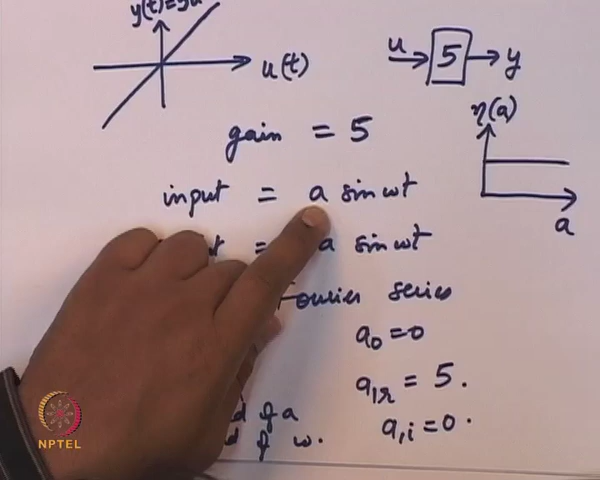 y(t)=5u
u(t)
u 5 y
η(a)
gain = 5
input = a sin ωt
a
= a sin ωt
Fourier series
a0 = 0
a1r = 5.
of a
a1i = 0.
of ω.
NPTEL